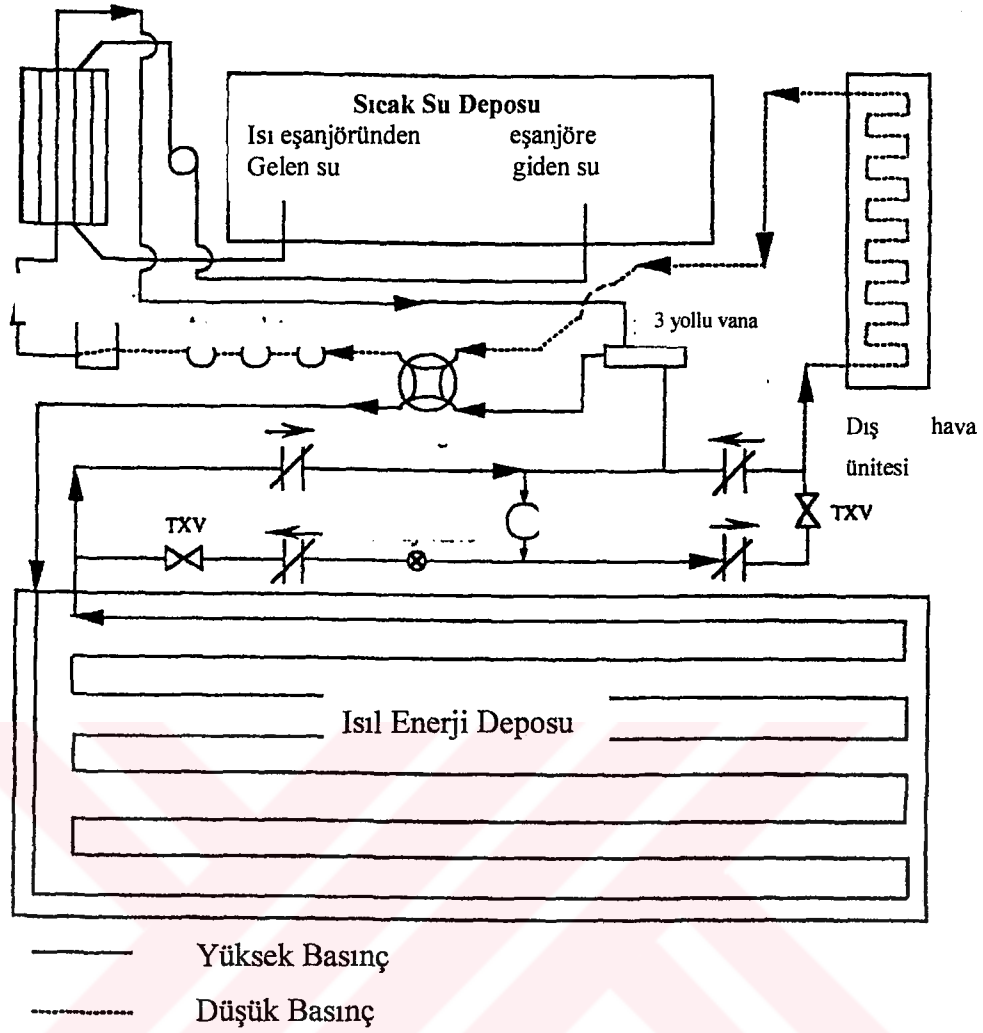 Sıcak Su Deposu
Isı eşanjöründen eşanjöre
Gelen su giden su
3 yollu vana
Dış hava
ünitesi
TXV
TXV
Isıl Enerji Deposu
Yüksek Basınç
Düşük Basınç